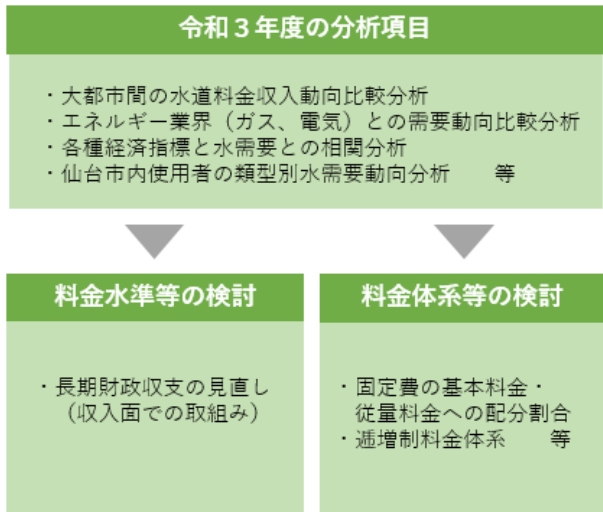 令和３年度の分析項目
・大都市間の水道料金収入動向比較分析
・エネルギー業界（ガス、電気）との需要動向比較分析
・各種経済指標と水需要との相関分析
・仙台市内使用者の類型別水需要動向分析　　等
料金水準等の検討
・長期財政収支の見直し
（収入面での取組み）
料金体系等の検討
・固定費の基本料金・
従量料金への配分割合
・逓増制料金体系　　等